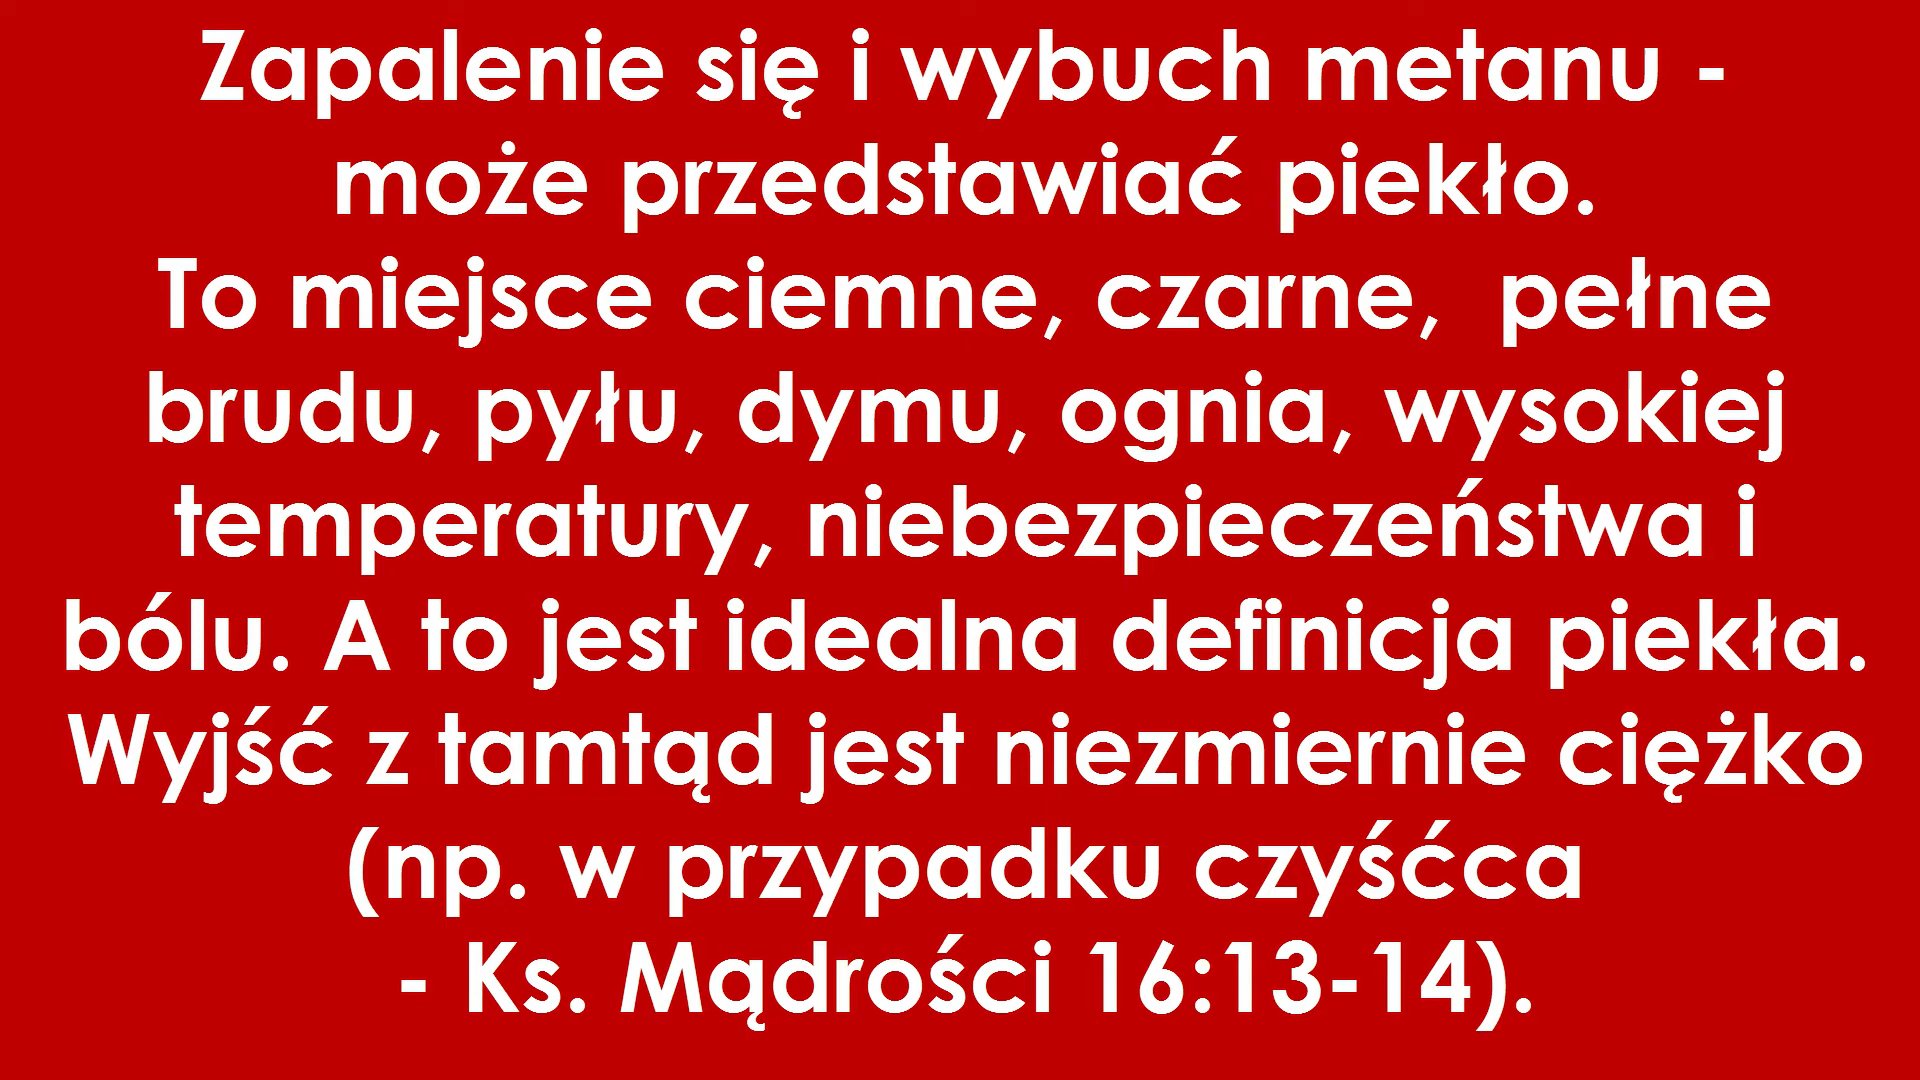 Zapalenie się i wybuch metanu -
może przedstawiać piekło.
To miejsce ciemne, czarne,  pełne
brudu, pyłu, dymu, ognia, wysokiej
temperatury, niebezpieczeństwa i
bólu. A to jest idealna definicja piekła.
Wyjść z tamtąd jest niezmiernie ciężko
(np. w przypadku czyśćca
- Ks. Mądrości 16:13-14).